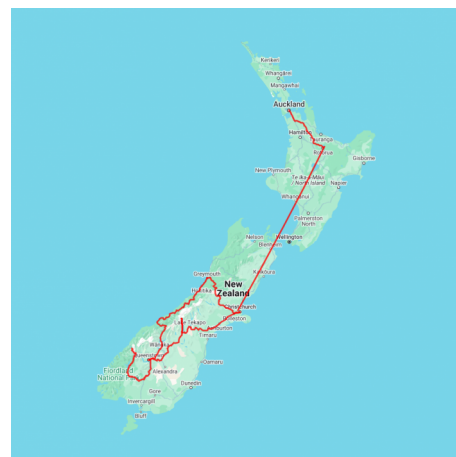 Kerikeri
Whangārei
Mangawhai
Auckland
Hamilton
Tauranga
Rotorua
Gisborne
New Plymouth
Te Ika-a-Māui
North Island
Napier
Whanganui
Palmerston
North
Nelson
Wellington
Blenheim
Kaikōura
Greymouth
Hokitika
New
Zealand
Christchurch
Rolleston
Lake Tekapo
Ashburton
Timaru
Wānaka
Queenstown
Oamaru
Fiordland
National Park
Alexandra
Gore
Dunedin
Invercargill
Bluff